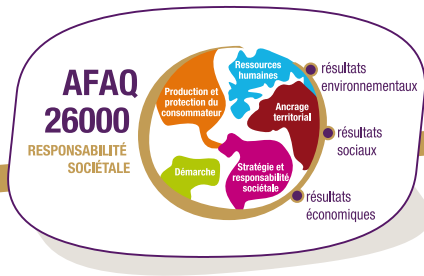 AFAQ
26000
RESPONSABILITÉ
SOCIÉTALE
Ressources
humaines
Production et
protection du
consommateur
Ancrage
territorial
Démarche
Stratégie et
responsabilité
sociétale
résultats
environnementaux
résultats
sociaux
résultats
économiques